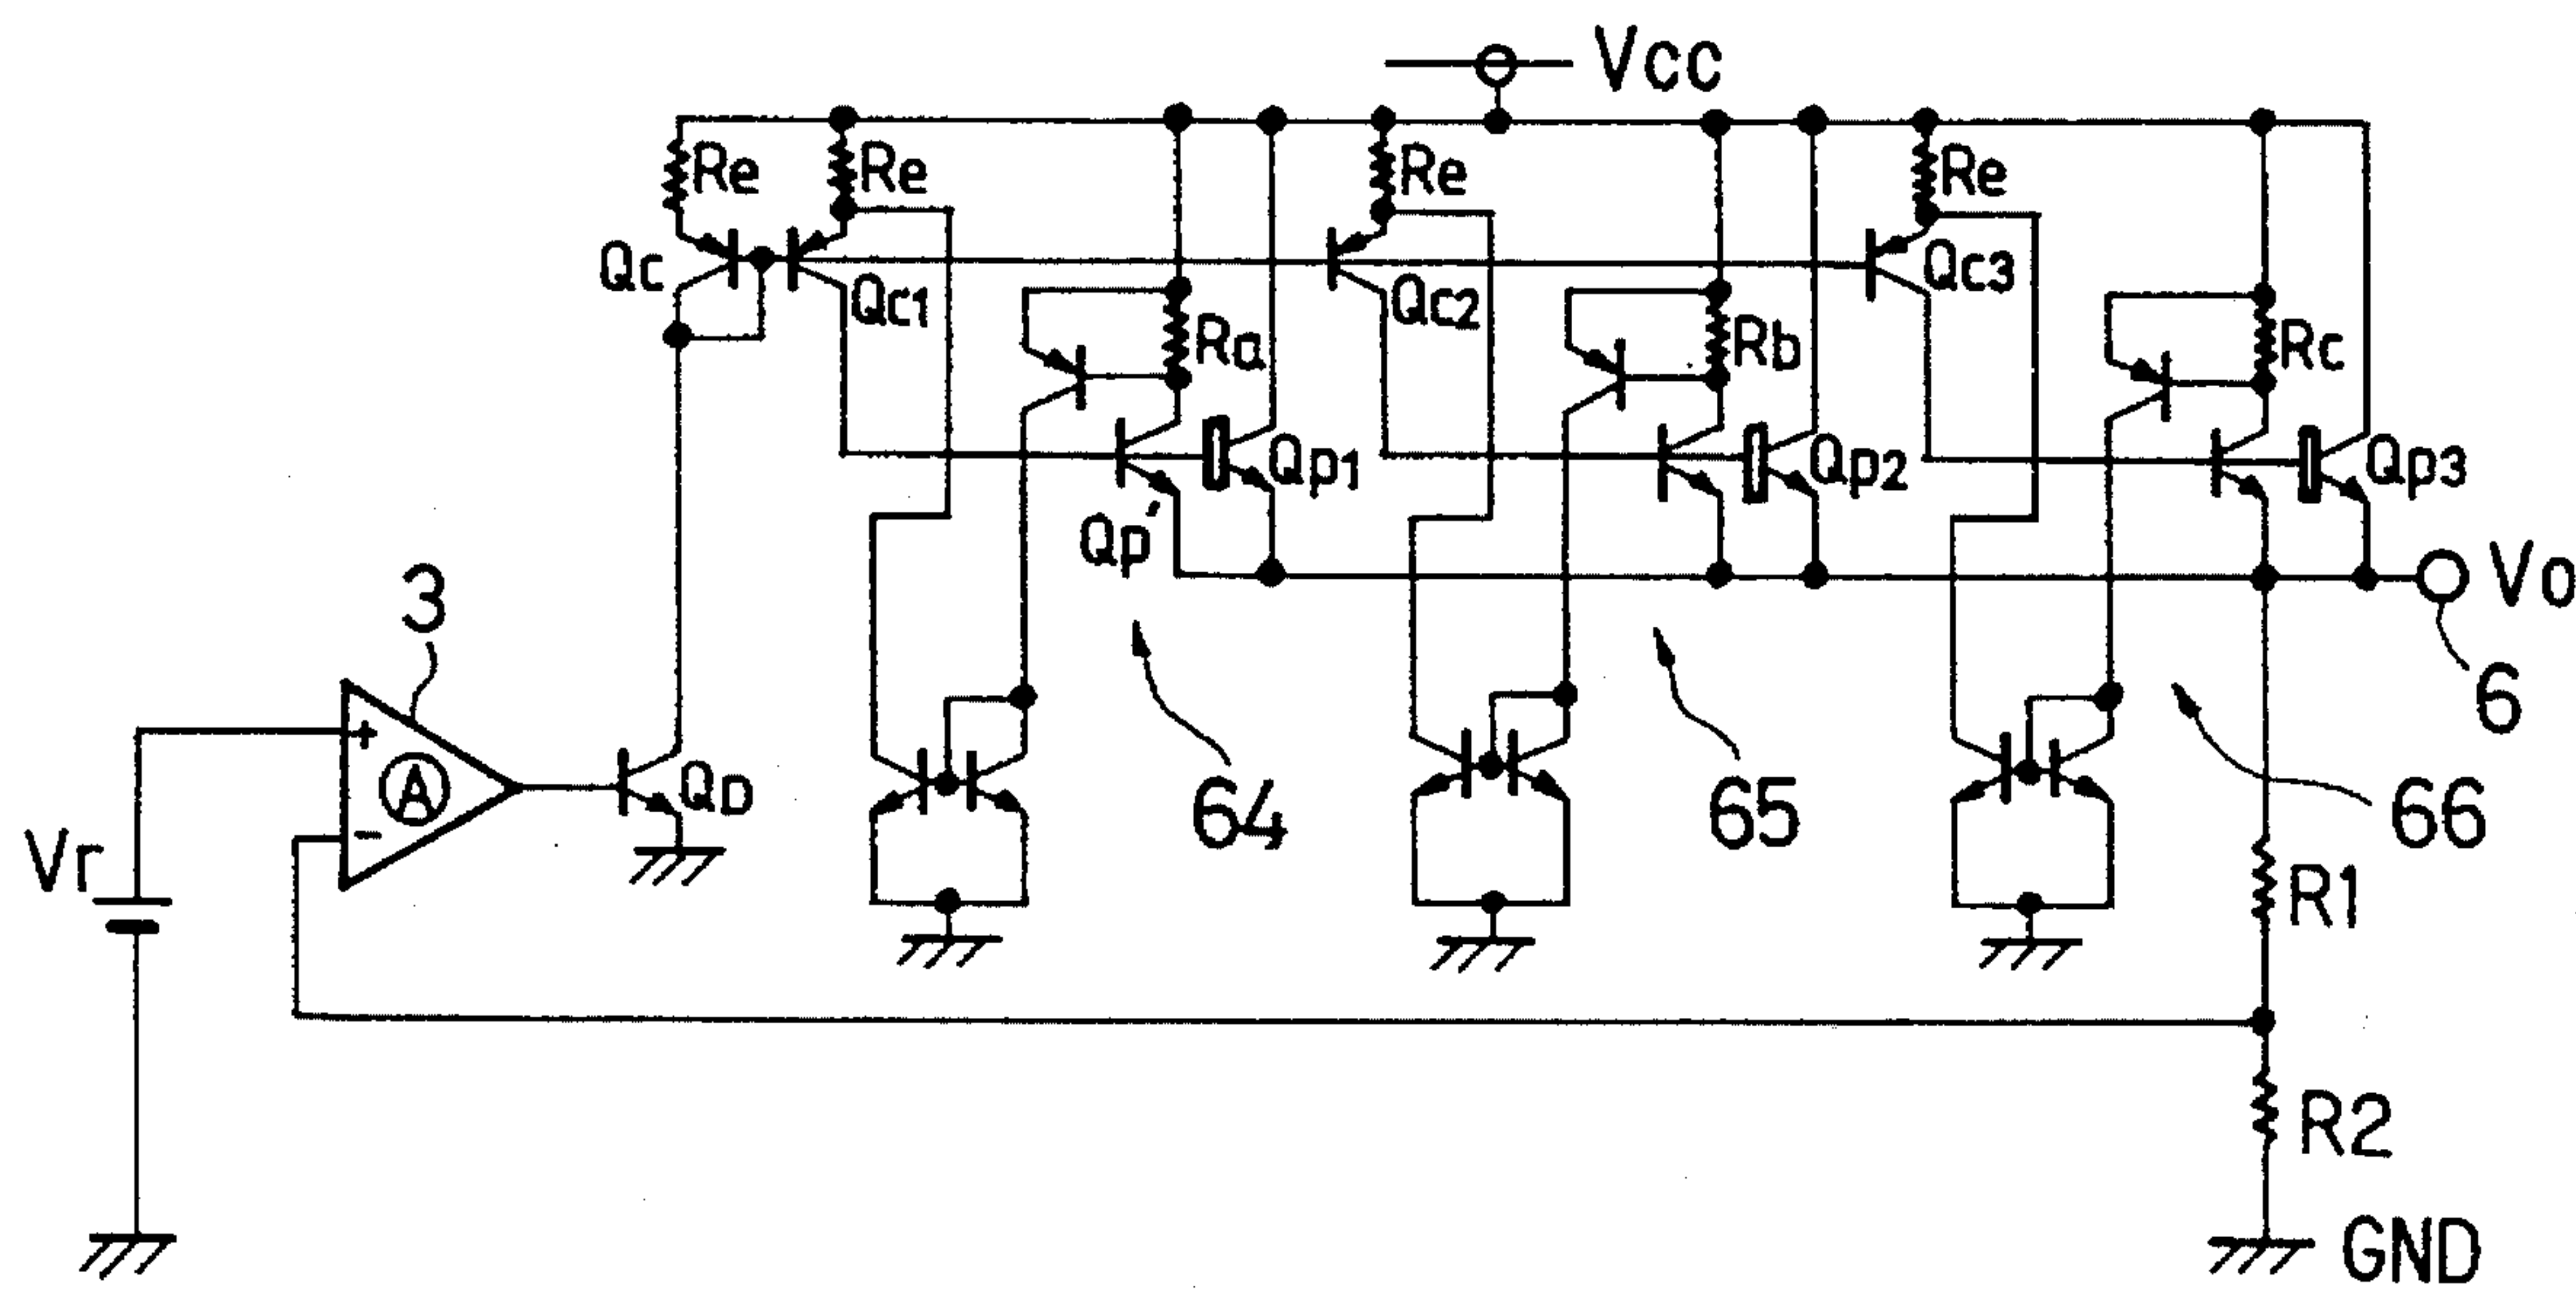 Vcc
Re Re Re Re
Qc Qc1 Qc2 Qc3
Ra Rb Rc
Qp' Qp1 Qp2 Qp3
Vo
3
+
A
−
QD
Vr
64 65 66
6
R1
R2
GND